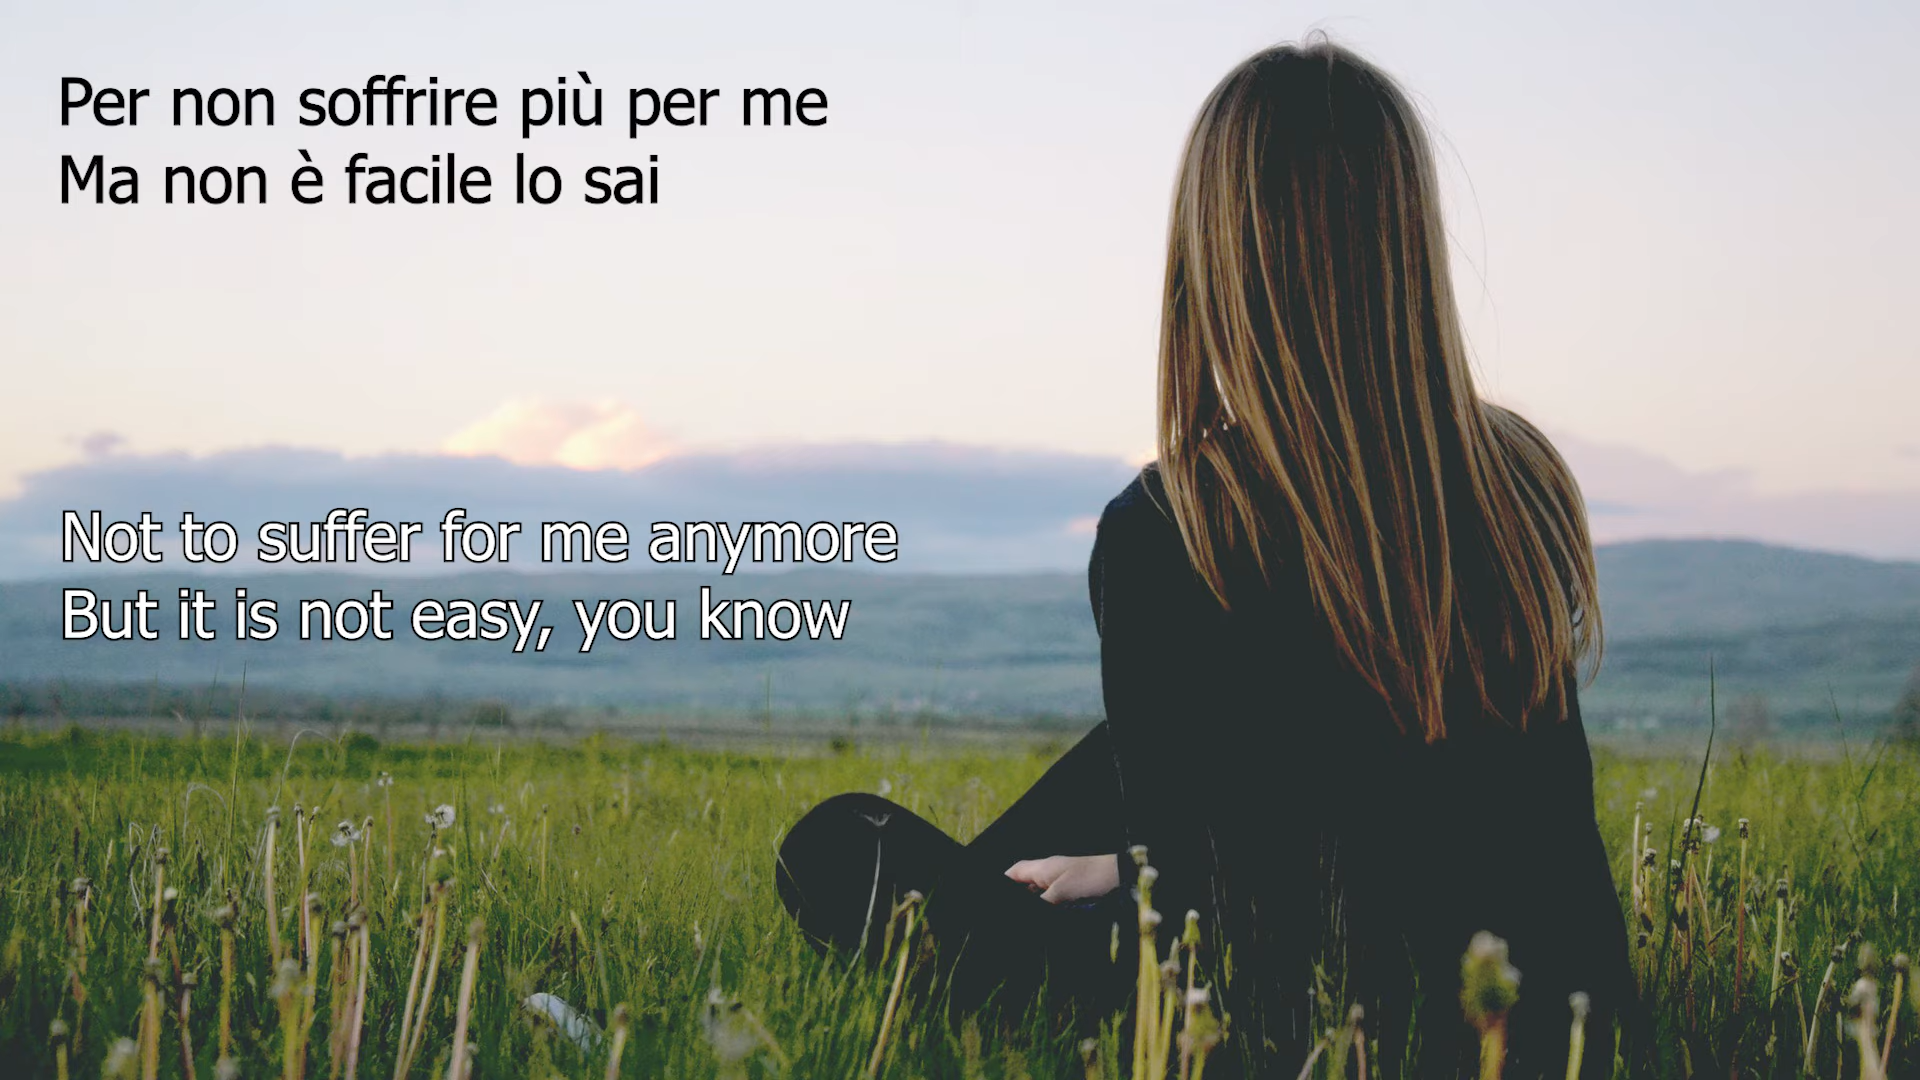 Per non soffrire più per me
Ma non è facile lo sai
Not to suffer for me anymore
But it is not easy, you know